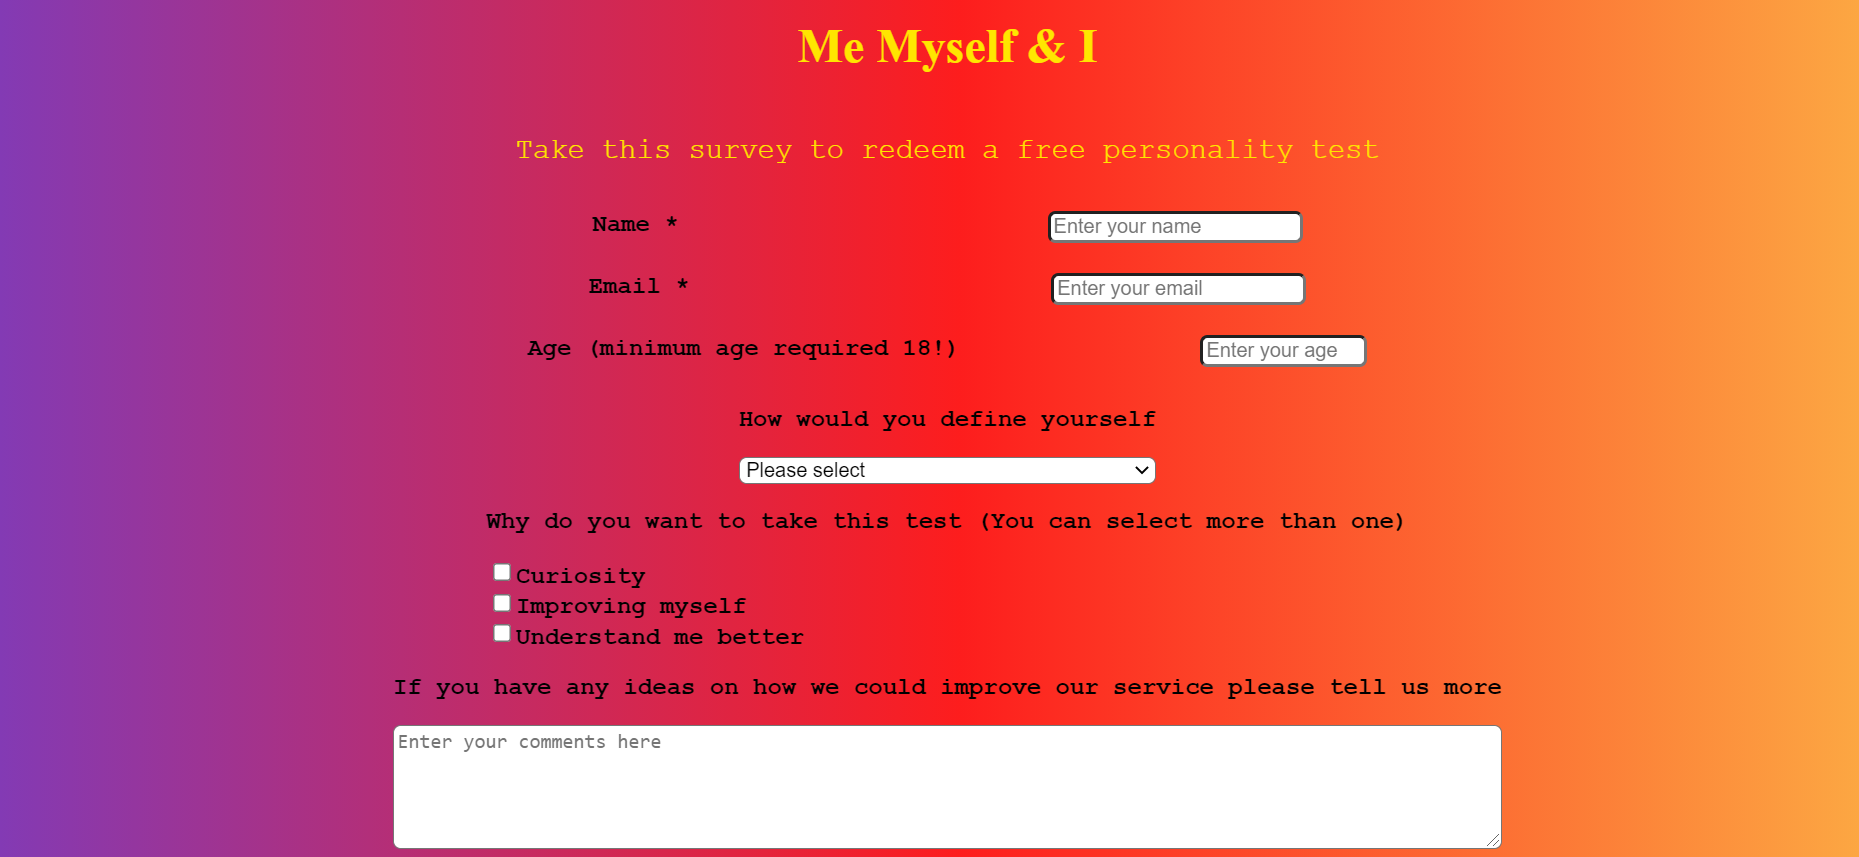 Me Myself & I
Take this survey to redeem a free personality test
Name *
Enter your name
Email *
Enter your email
Age (minimum age required 18!)
Enter your age
How would you define yourself
Please select
Why do you want to take this test (You can select more than one)
Curiosity
Improving myself
Understand me better
If you have any ideas on how we could improve our service please tell us more
Enter your comments here